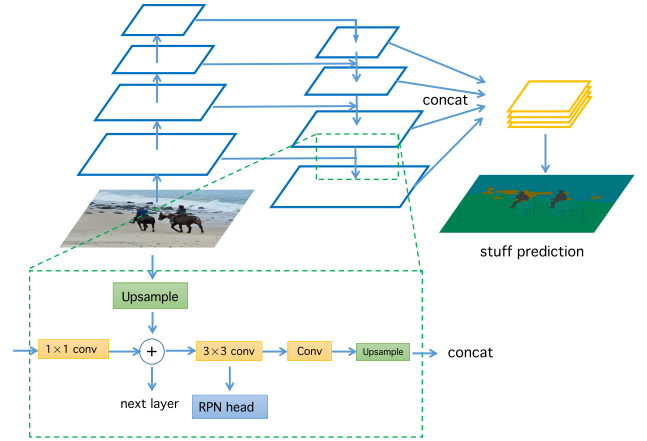 concat
stuff prediction
Upsample
1×1 conv
+
3×3 conv
Conv
Upsample
concat
next layer
RPN head